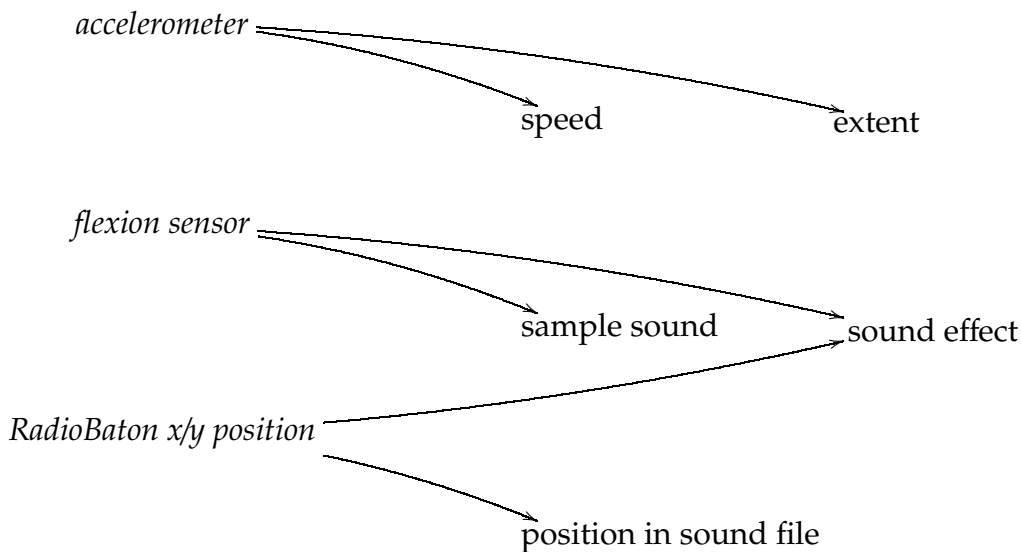 accelerometer
speed
extent
flexion sensor
sample sound
sound effect
RadioBaton x/y position
position in sound file